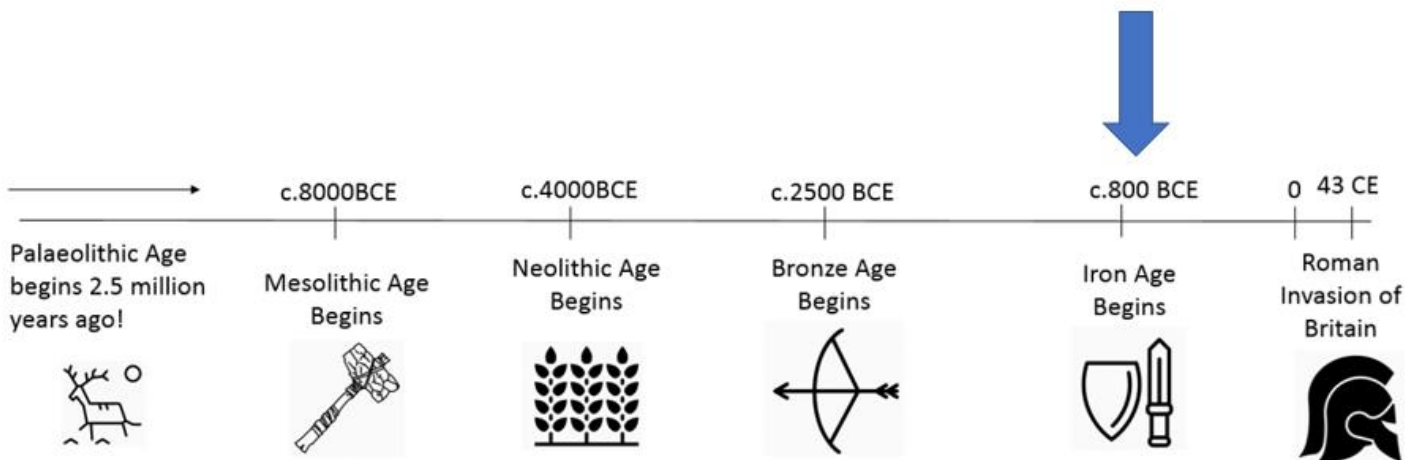 c.8000BCE
c.4000BCE
c.2500 BCE
c.800 BCE
0
43 CE
Palaeolithic Age
begins 2.5 million
years ago!
Mesolithic Age
Begins
Neolithic Age
Begins
Bronze Age
Begins
Iron Age
Begins
Roman
Invasion of
Britain